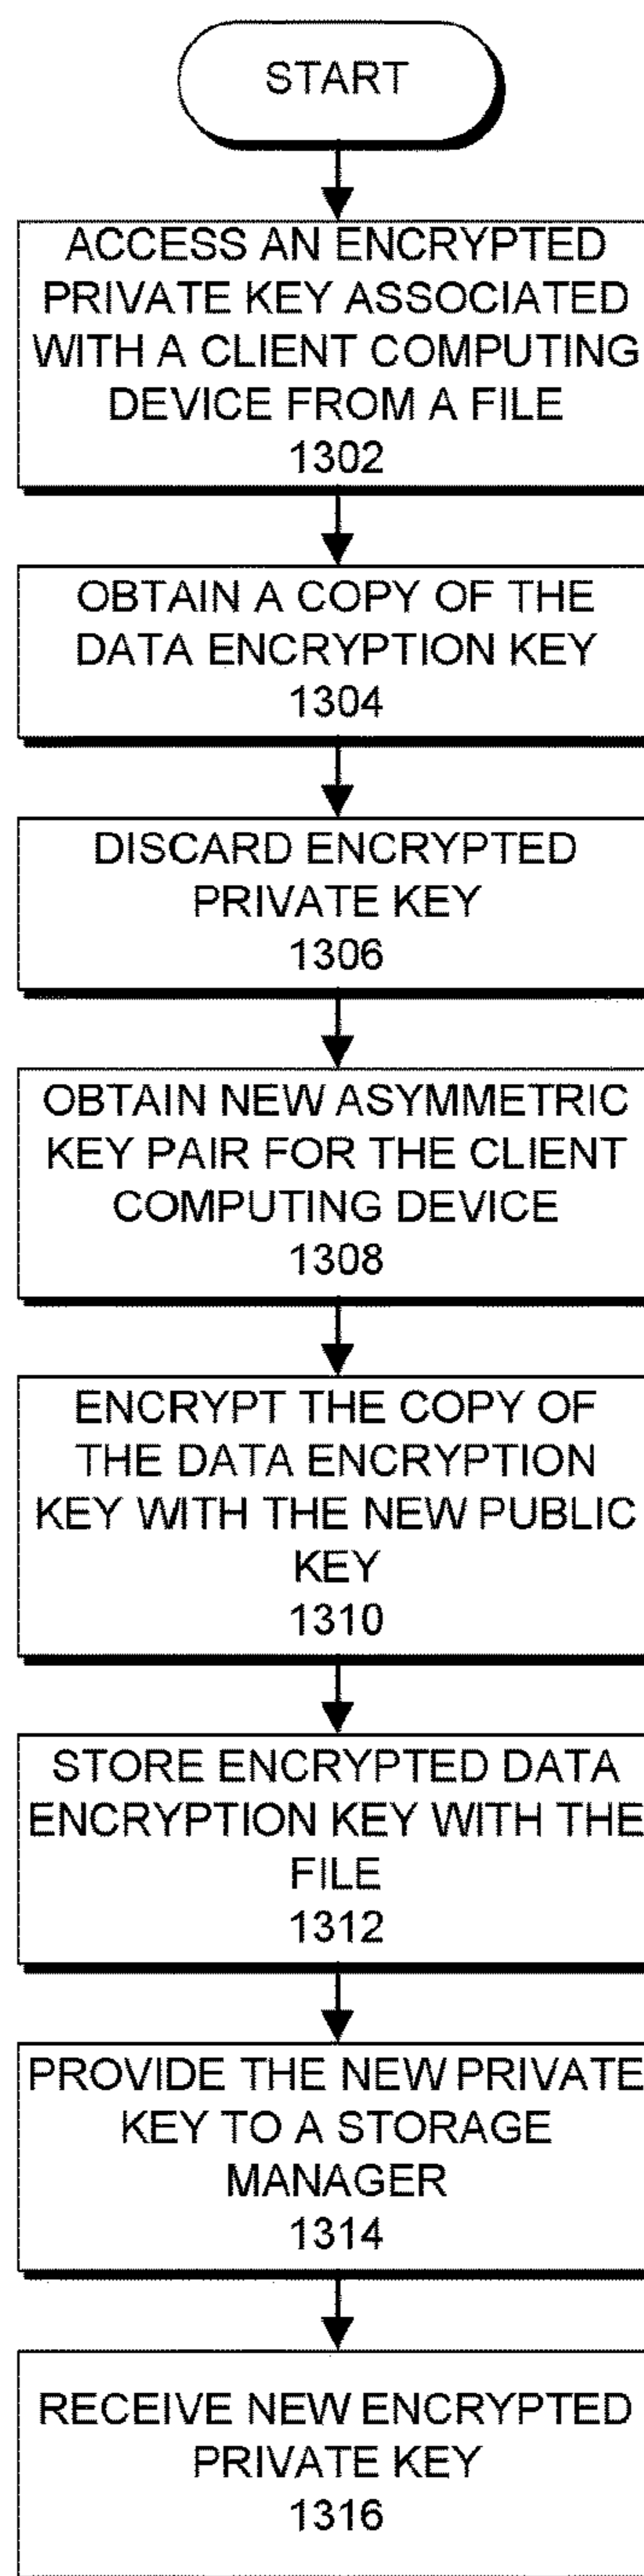 START
ACCESS AN ENCRYPTED
PRIVATE KEY ASSOCIATED
WITH A CLIENT COMPUTING
DEVICE FROM A FILE
1302
OBTAIN A COPY OF THE
DATA ENCRYPTION KEY
1304
DISCARD ENCRYPTED
PRIVATE KEY
1306
OBTAIN NEW ASYMMETRIC
KEY PAIR FOR THE CLIENT
COMPUTING DEVICE
1308
ENCRYPT THE COPY OF
THE DATA ENCRYPTION
KEY WITH THE NEW PUBLIC
KEY
1310
STORE ENCRYPTED DATA
ENCRYPTION KEY WITH THE
FILE
1312
PROVIDE THE NEW PRIVATE
KEY TO A STORAGE
MANAGER
1314
RECEIVE NEW ENCRYPTED
PRIVATE KEY
1316